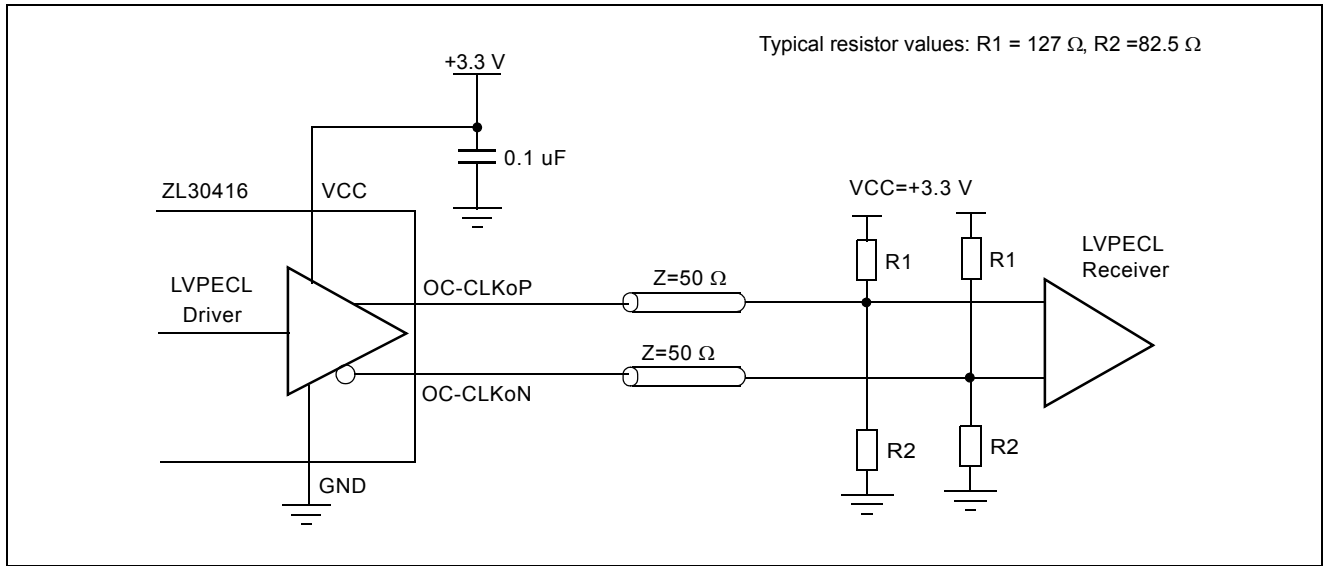 Typical resistor values: R1 = 127 Ω, R2 =82.5 Ω
+3.3 V
0.1 uF
ZL30416
VCC
VCC=+3.3 V
LVPECL
Receiver
R1
R1
LVPECL
Driver
OC-CLKoP
Z=50 Ω
Z=50 Ω
OC-CLKoN
R2
R2
GND